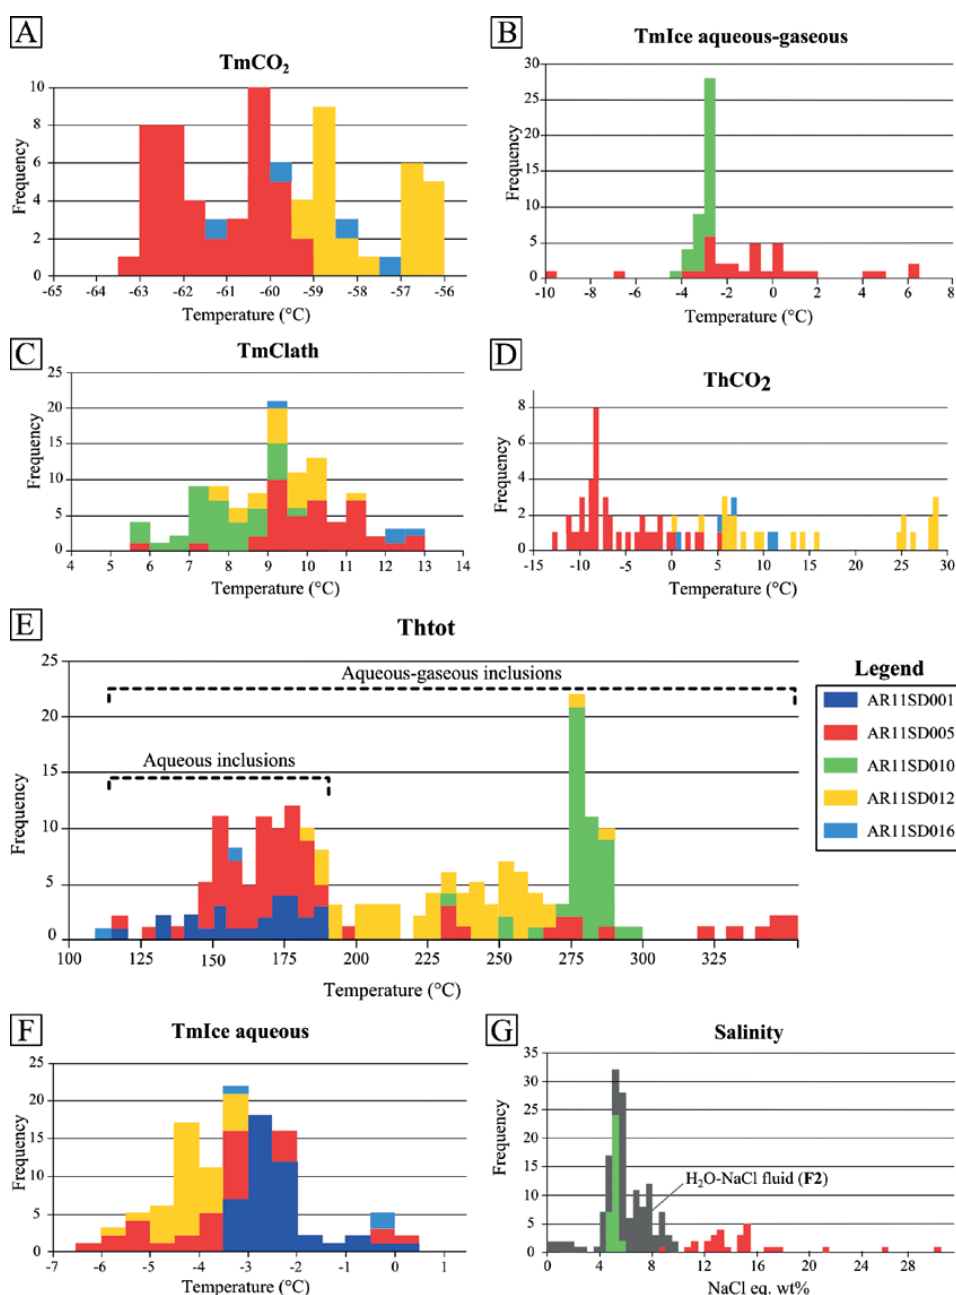 A
TmCO₂
Frequency
10
8
6
4
2
0
-65 -64 -63 -62 -61 -60 -59 -58 -57 -56
Temperature (°C)
B
TmIce aqueous-gaseous
Frequency
30
25
20
15
10
5
0
-10 -8 -6 -4 -2 0 2 4 6 8
Temperature (°C)
C
TmClath
Frequency
25
20
15
10
5
0
4 5 6 7 8 9 10 11 12 13 14
Temperature (°C)
D
ThCO₂
Frequency
8
6
4
2
0
-15 -10 -5 0 5 10 15 20 25 30
Temperature (°C)
E
Thtot
Frequency
25
20
15
10
5
0
Aqueous-gaseous inclusions
Aqueous inclusions
100 150 175 200 225 250 275 325
Temperature (°C)
Legend
AR11SD001
AR11SD005
AR11SD010
AR11SD012
AR11SD016
F
TmIce aqueous
Frequency
25
20
15
10
5
0
-7 -6 -5 -4 -3 -2 -1 0 1
Temperature (°C)
G
Salinity
Frequency
35
30
25
20
15
10
5
0
H₂O-NaCl fluid (F2)
0 4 8 12 16 20 24 28
NaCl eq. wt%